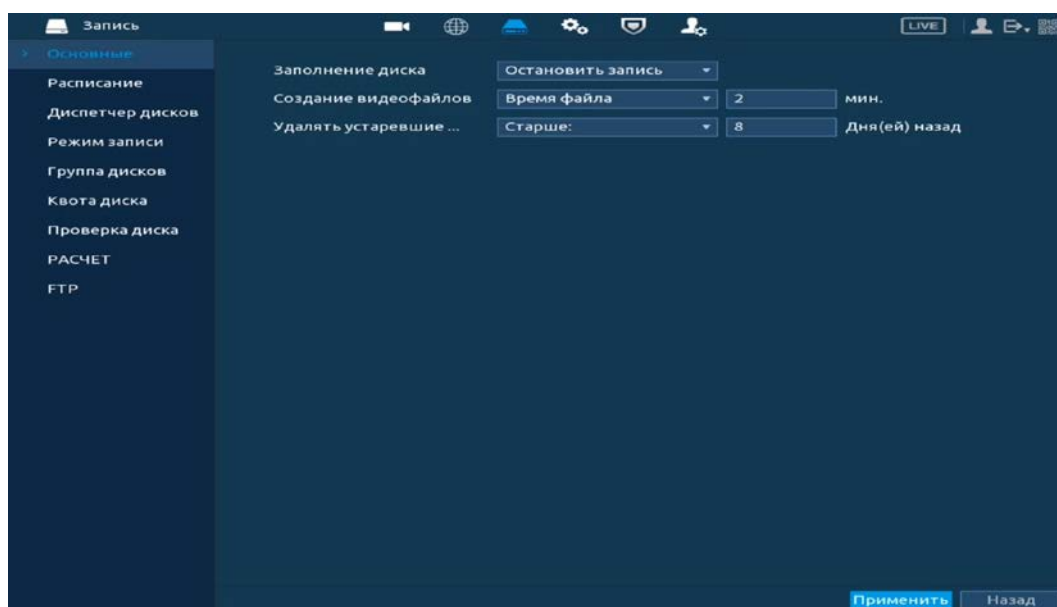 Запись
LIVE
Основные
Расписание
Диспетчер дисков
Режим записи
Группа дисков
Квота диска
Проверка диска
РАСЧЕТ
FTP
Заполнение диска Остановить запись
Создание видеофайлов Время файла 2 мин.
Удалять устаревшие ... Старше: 8 Дня(ей) назад
Применить Назад